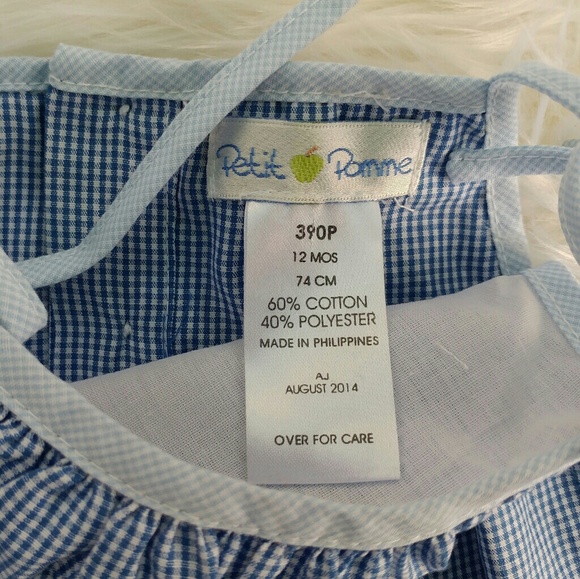 Petit Pomme
390P
12 MOS
74 CM
60% COTTON
40% POLYESTER
MADE IN PHILIPPINES
AJ
AUGUST 2014
OVER FOR CARE